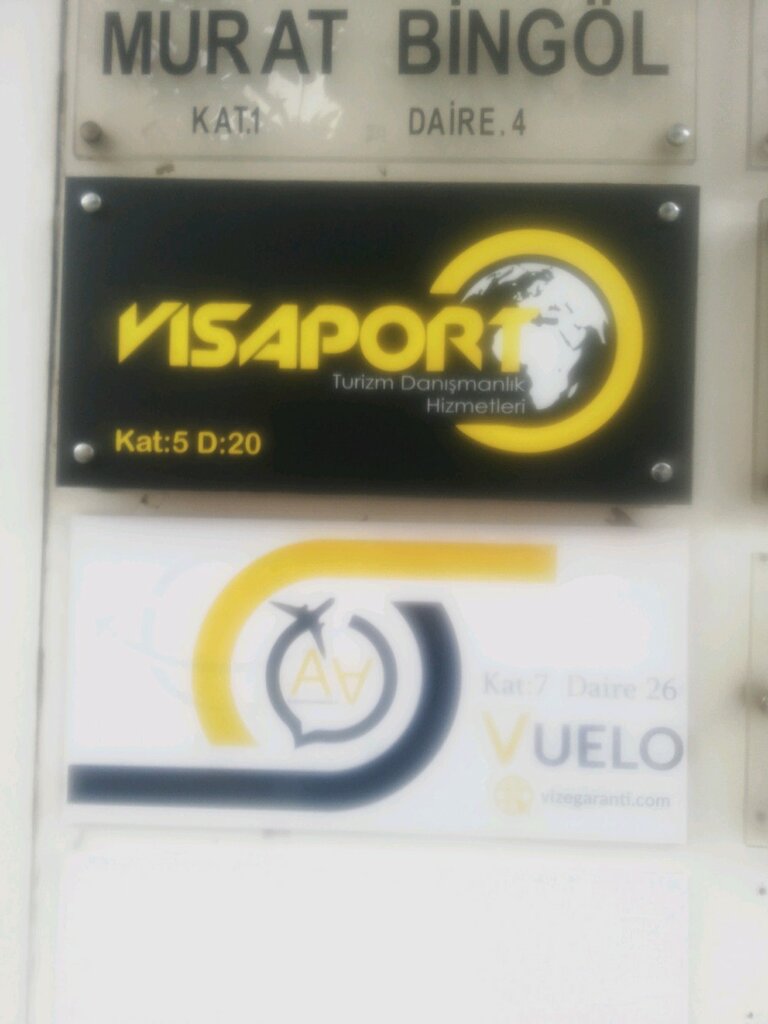 MURAT BİNGÖL
KAT.1 DAİRE.4
VISAPORT
Turizm Danışmanlık
Hizmetleri
Kat:5 D:20
Kat:7 Daire 26
VUELO
vizegaranti.com